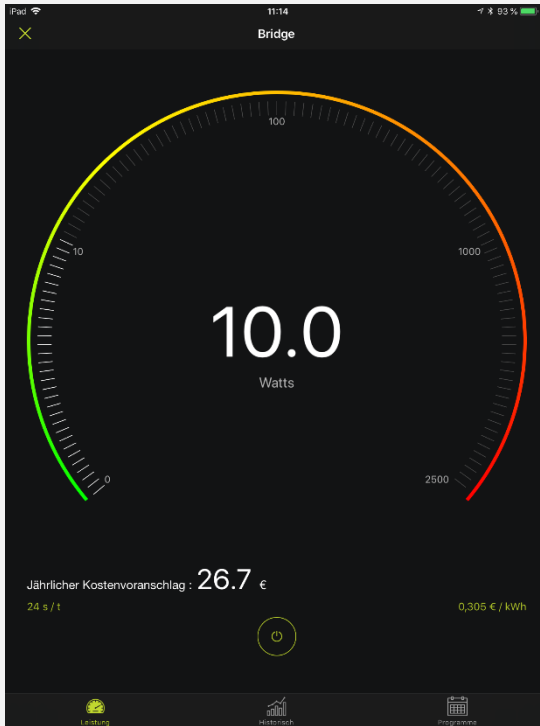 iPad 11:14 93 %
Bridge
100
10 1000
10.0
Watts
0 2500
Jährlicher Kostenvoranschlag : 26.7 €
24 s / t 0,305 € / kWh
Leistung Historisch Programme